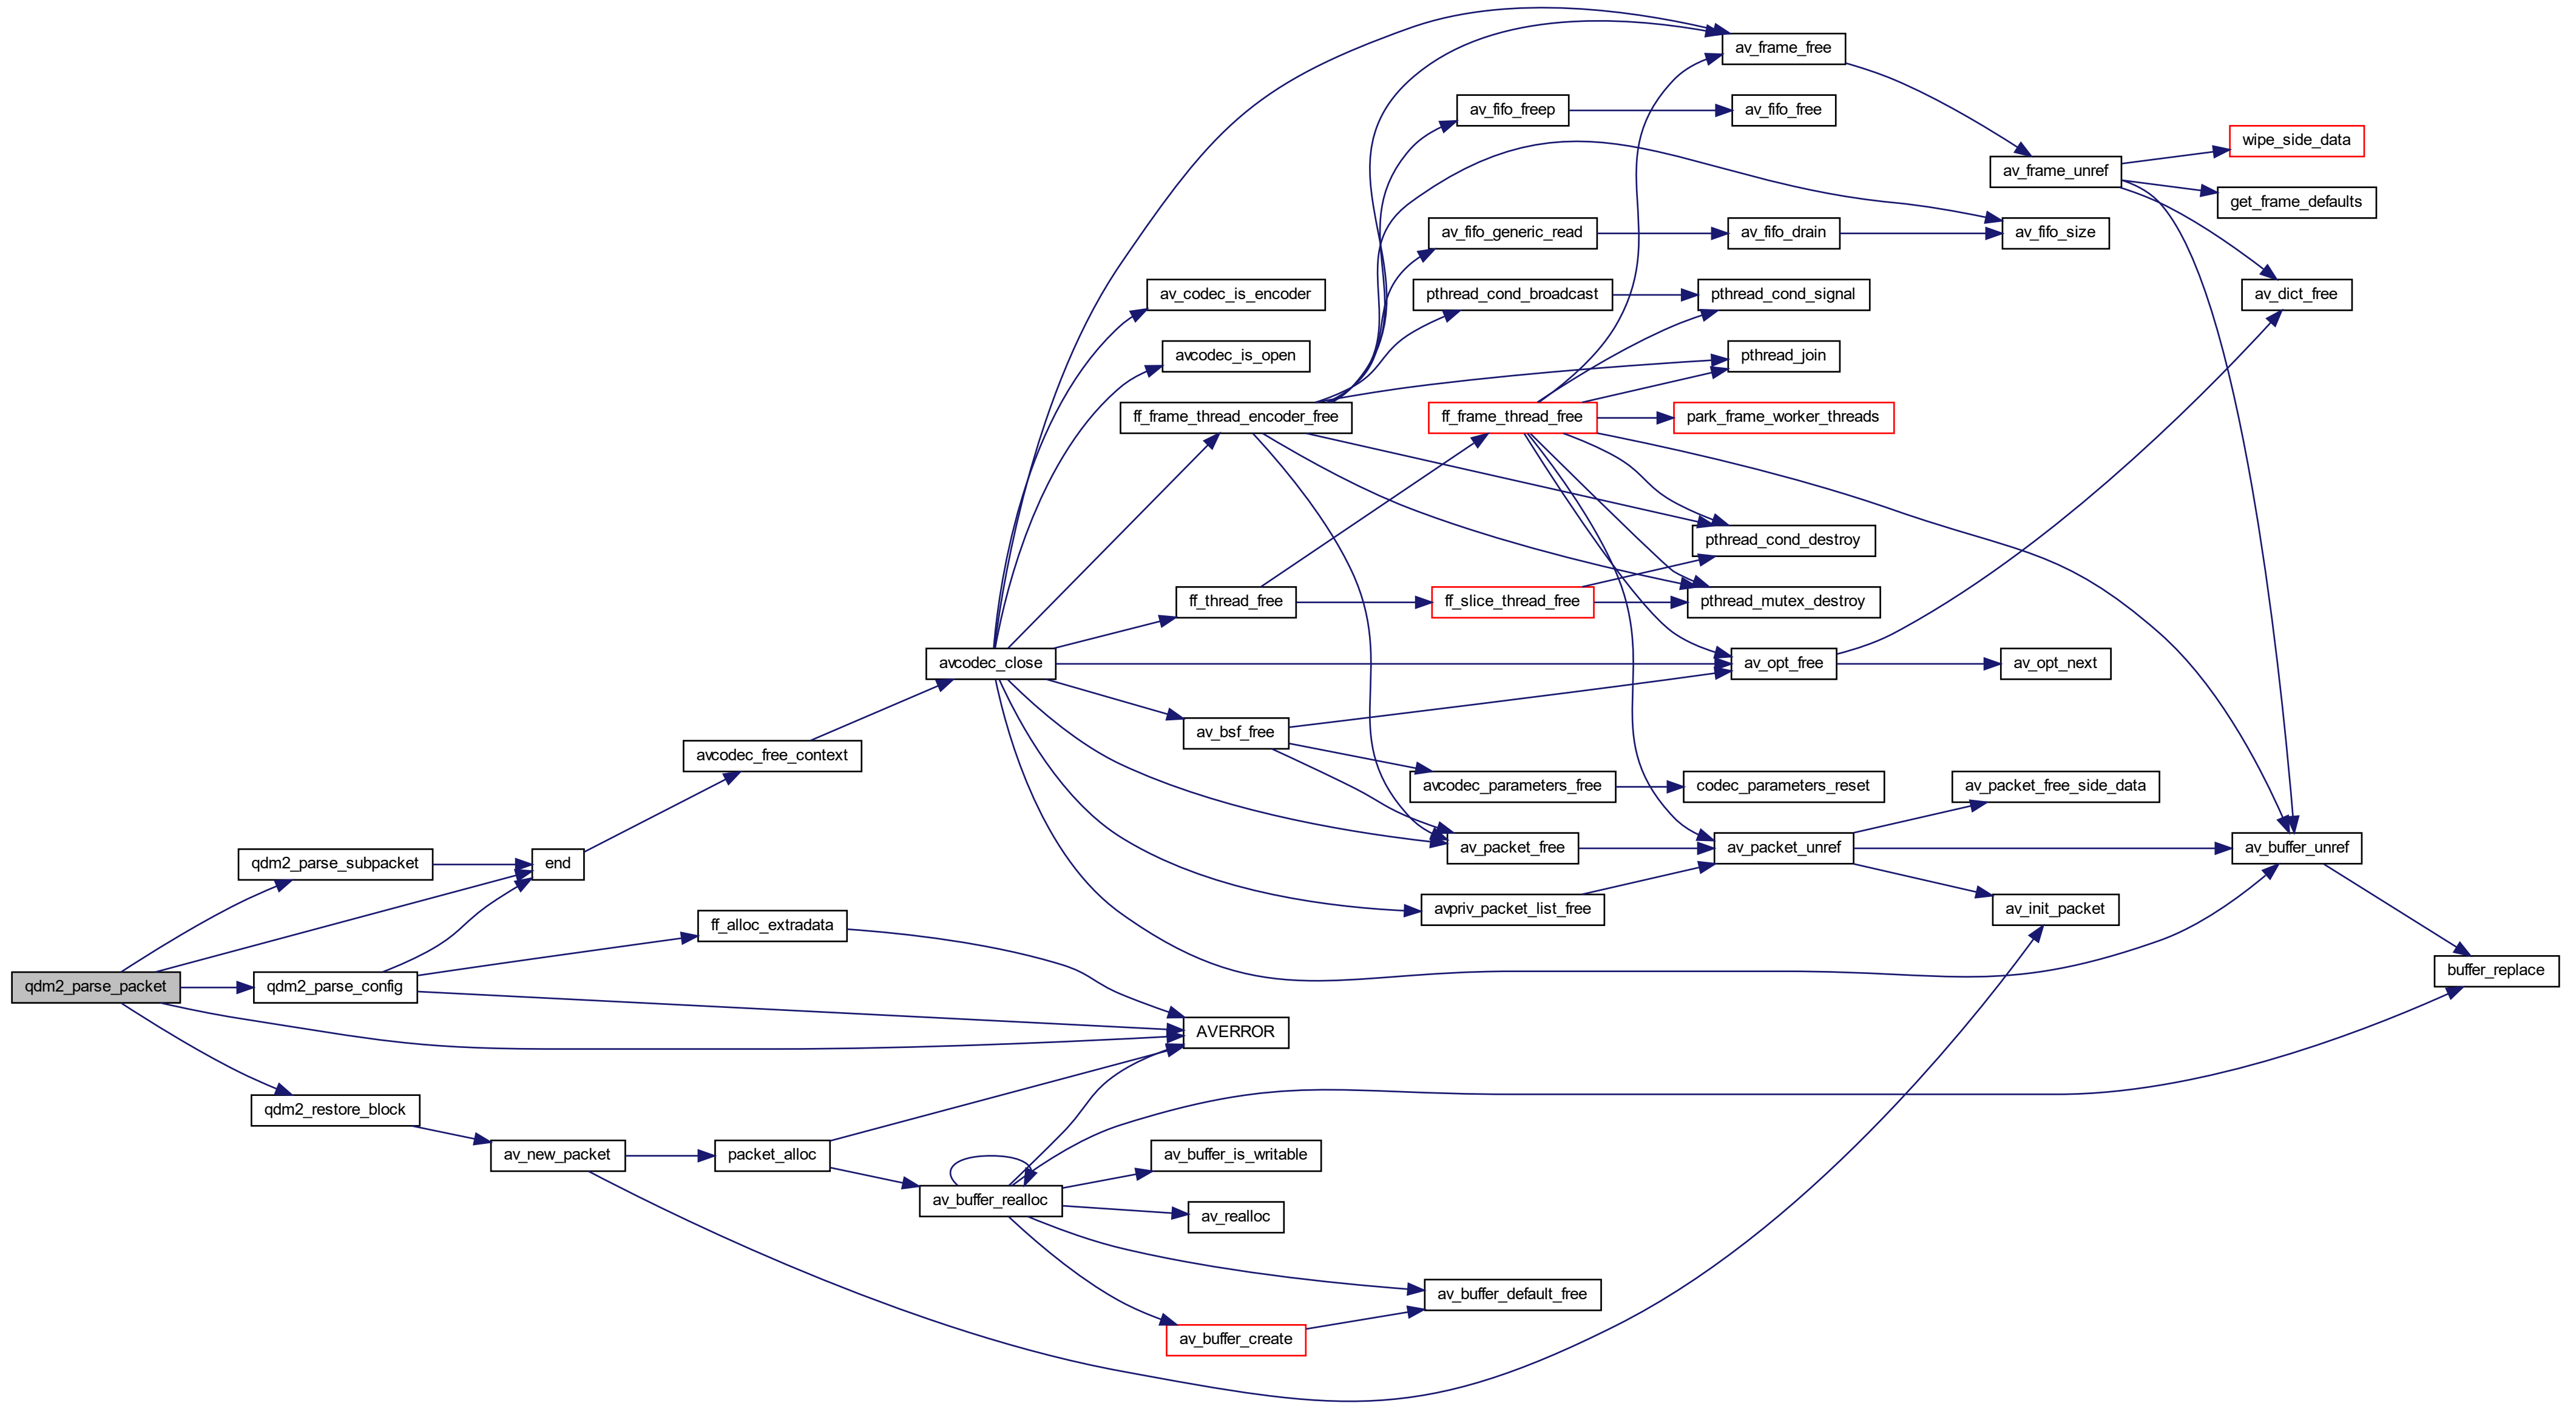 av_frame_free
av_fifo_freep
av_fifo_free
wipe_side_data
av_frame_unref
get_frame_defaults
av_fifo_generic_read
av_fifo_drain
av_fifo_size
av_codec_is_encoder
pthread_cond_broadcast
pthread_cond_signal
av_dict_free
avcodec_is_open
pthread_join
ff_frame_thread_encoder_free
ff_frame_thread_free
park_frame_worker_threads
pthread_cond_destroy
ff_thread_free
ff_slice_thread_free
pthread_mutex_destroy
avcodec_close
av_opt_free
av_opt_next
av_bsf_free
avcodec_free_context
avcodec_parameters_free
codec_parameters_reset
av_packet_free_side_data
qdm2_parse_subpacket
end
av_packet_free
av_packet_unref
av_buffer_unref
ff_alloc_extradata
avpriv_packet_list_free
av_init_packet
qdm2_parse_packet
qdm2_parse_config
buffer_replace
AVERROR
qdm2_restore_block
av_new_packet
packet_alloc
av_buffer_is_writable
av_buffer_realloc
av_realloc
av_buffer_default_free
av_buffer_create